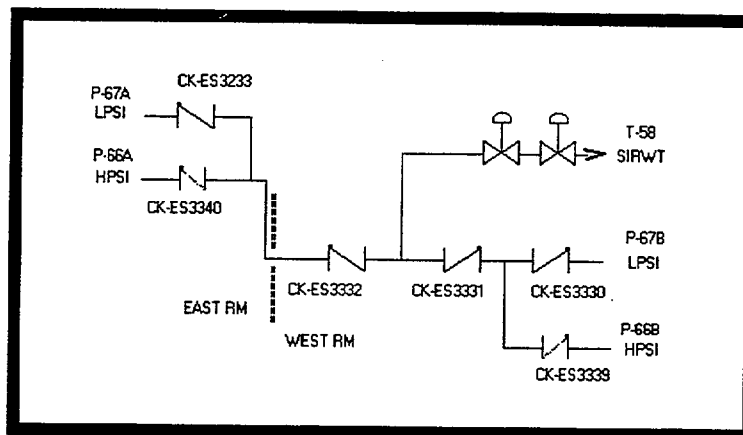 CK-ES3233
P-67A
LPSI
P-66A
HPSI
CK-ES3340
T-58
SIRWT
P-67B
LPSI
CK-ES3332
CK-ES3331
CK-ES3330
EAST RM
WEST RM
P-66B
HPSI
CK-ES3339